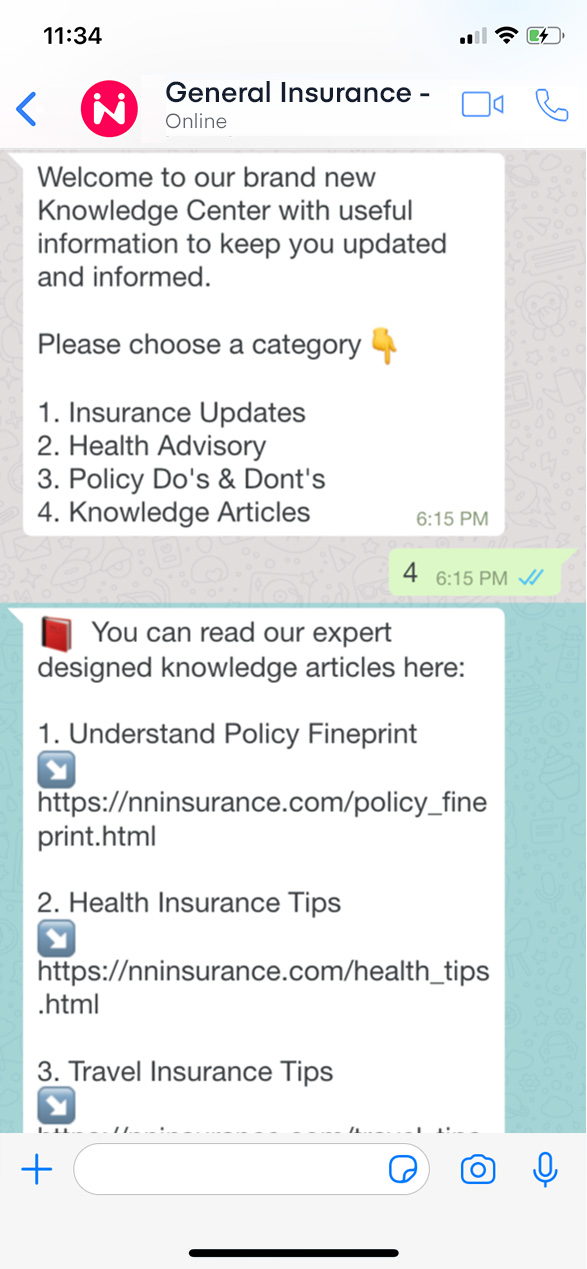 11:34
General Insurance -
Online
Welcome to our brand new
Knowledge Center with useful
information to keep you updated
and informed.
Please choose a category 👇
1. Insurance Updates
2. Health Advisory
3. Policy Do's & Dont's
4. Knowledge Articles
6:15 PM
4 6:15 PM
📕 You can read our expert
designed knowledge articles here:
1. Understand Policy Fineprint
↘️
https://nninsurance.com/policy_fine
print.html
2. Health Insurance Tips
↘️
https://nninsurance.com/health_tips
.html
3. Travel Insurance Tips
↘️